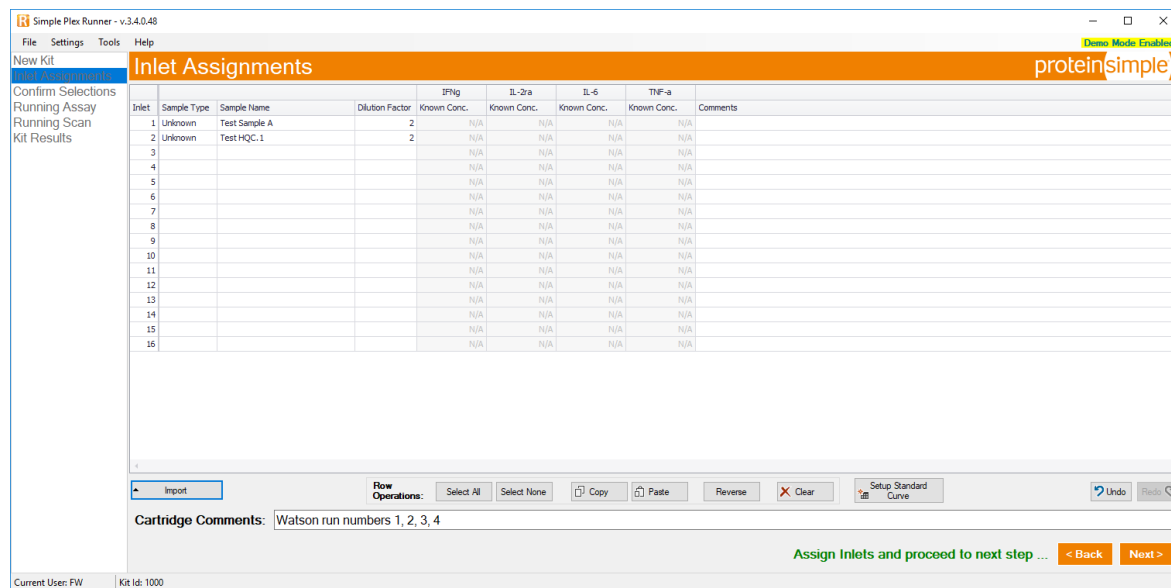 Simple Plex Runner - v.3.4.0.48
File Settings Tools Help
Demo Mode Enabled
New Kit
Inlet Assignments
Confirm Selections
Running Assay
Running Scan
Kit Results
Inlet Assignments
protein simple
IFNg IL-2ra IL-6 TNF-a
Inlet Sample Type Sample Name Dilution Factor Known Conc. Known Conc. Known Conc. Known Conc. Comments
1 Unknown Test Sample A 2 N/A N/A N/A N/A
2 Unknown Test HQC.1 2 N/A N/A N/A N/A
3 N/A N/A N/A N/A
4 N/A N/A N/A N/A
5 N/A N/A N/A N/A
6 N/A N/A N/A N/A
7 N/A N/A N/A N/A
8 N/A N/A N/A N/A
9 N/A N/A N/A N/A
10 N/A N/A N/A N/A
11 N/A N/A N/A N/A
12 N/A N/A N/A N/A
13 N/A N/A N/A N/A
14 N/A N/A N/A N/A
15 N/A N/A N/A N/A
16 N/A N/A N/A N/A
Import
Row
Operations:
Select All Select None Copy Paste Reverse Clear
Setup Standard
Curve
Undo Redo
Cartridge Comments: Watson run numbers 1, 2, 3, 4
Assign Inlets and proceed to next step ... < Back Next >
Current User: FW Kit Id: 1000